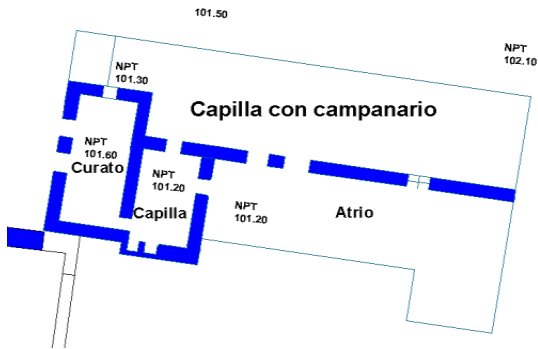 101.50
NPT
102.10
NPT
101.30
Capilla con campanario
NPT
101.60
Curato
NPT
101.20
Capilla
NPT
101.20
Atrio